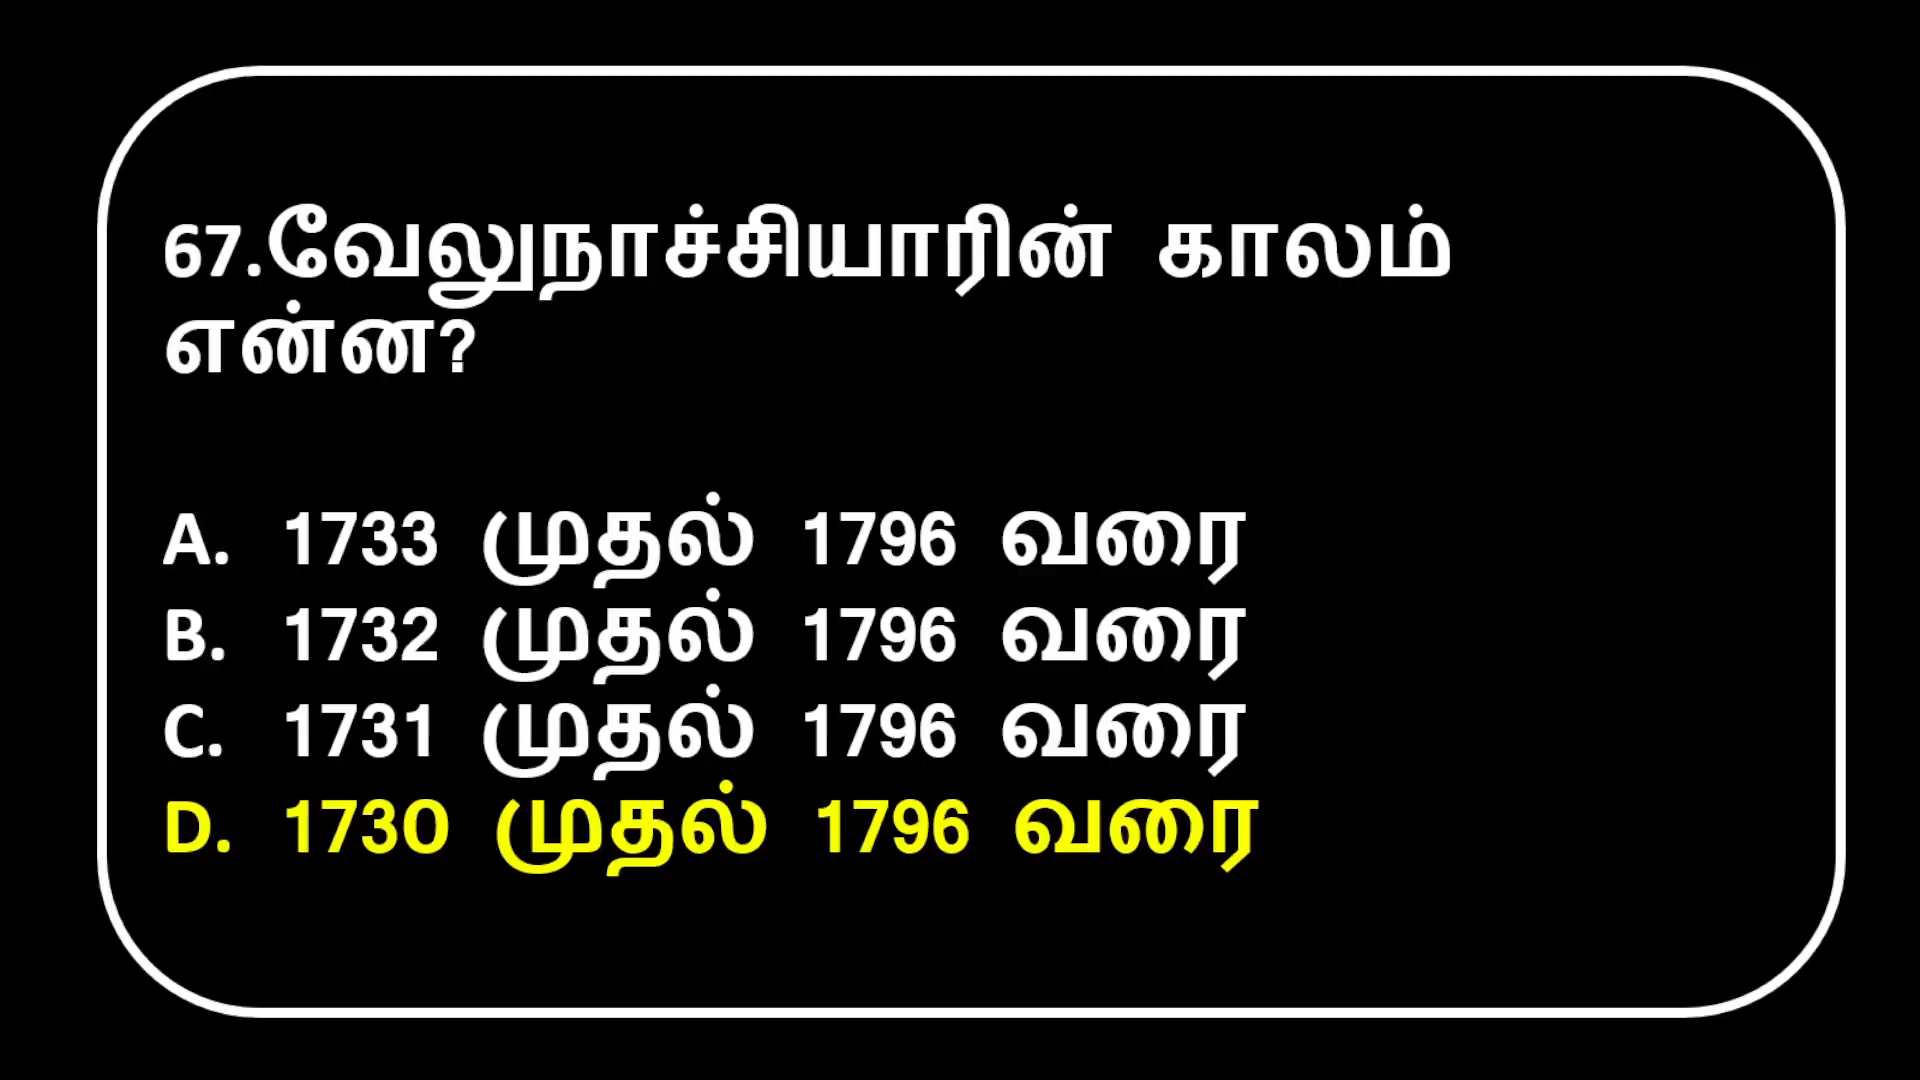 67.வேலுநாச்சியாரின் காலம்
என்ன?
A. 1733 முதல் 1796 வரை
B. 1732 முதல் 1796 வரை
C. 1731 முதல் 1796 வரை
D. 1730 முதல் 1796 வரை